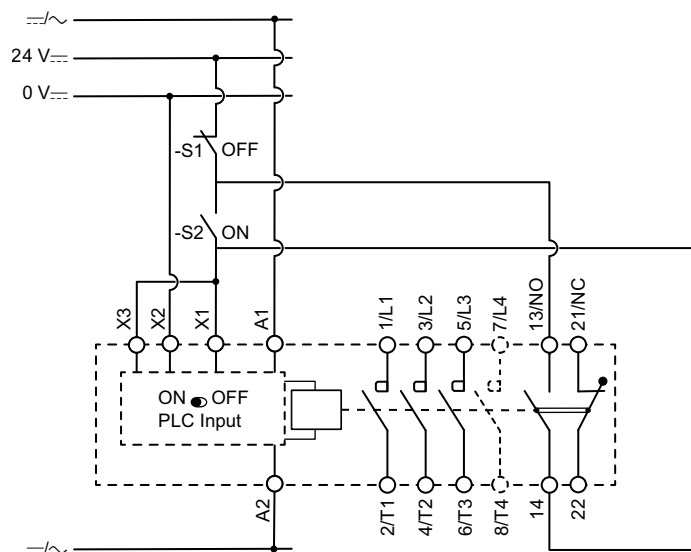 ⎓/∼
24 V⎓
0 V⎓
-S1 OFF
-S2 ON
X3
X2
X1
A1
1/L1
3/L2
5/L3
7/L4
13/NO
21/NC
ON OFF
PLC Input
A2
2/T1
4/T2
6/T3
8/T4
14
22
⎓/∼